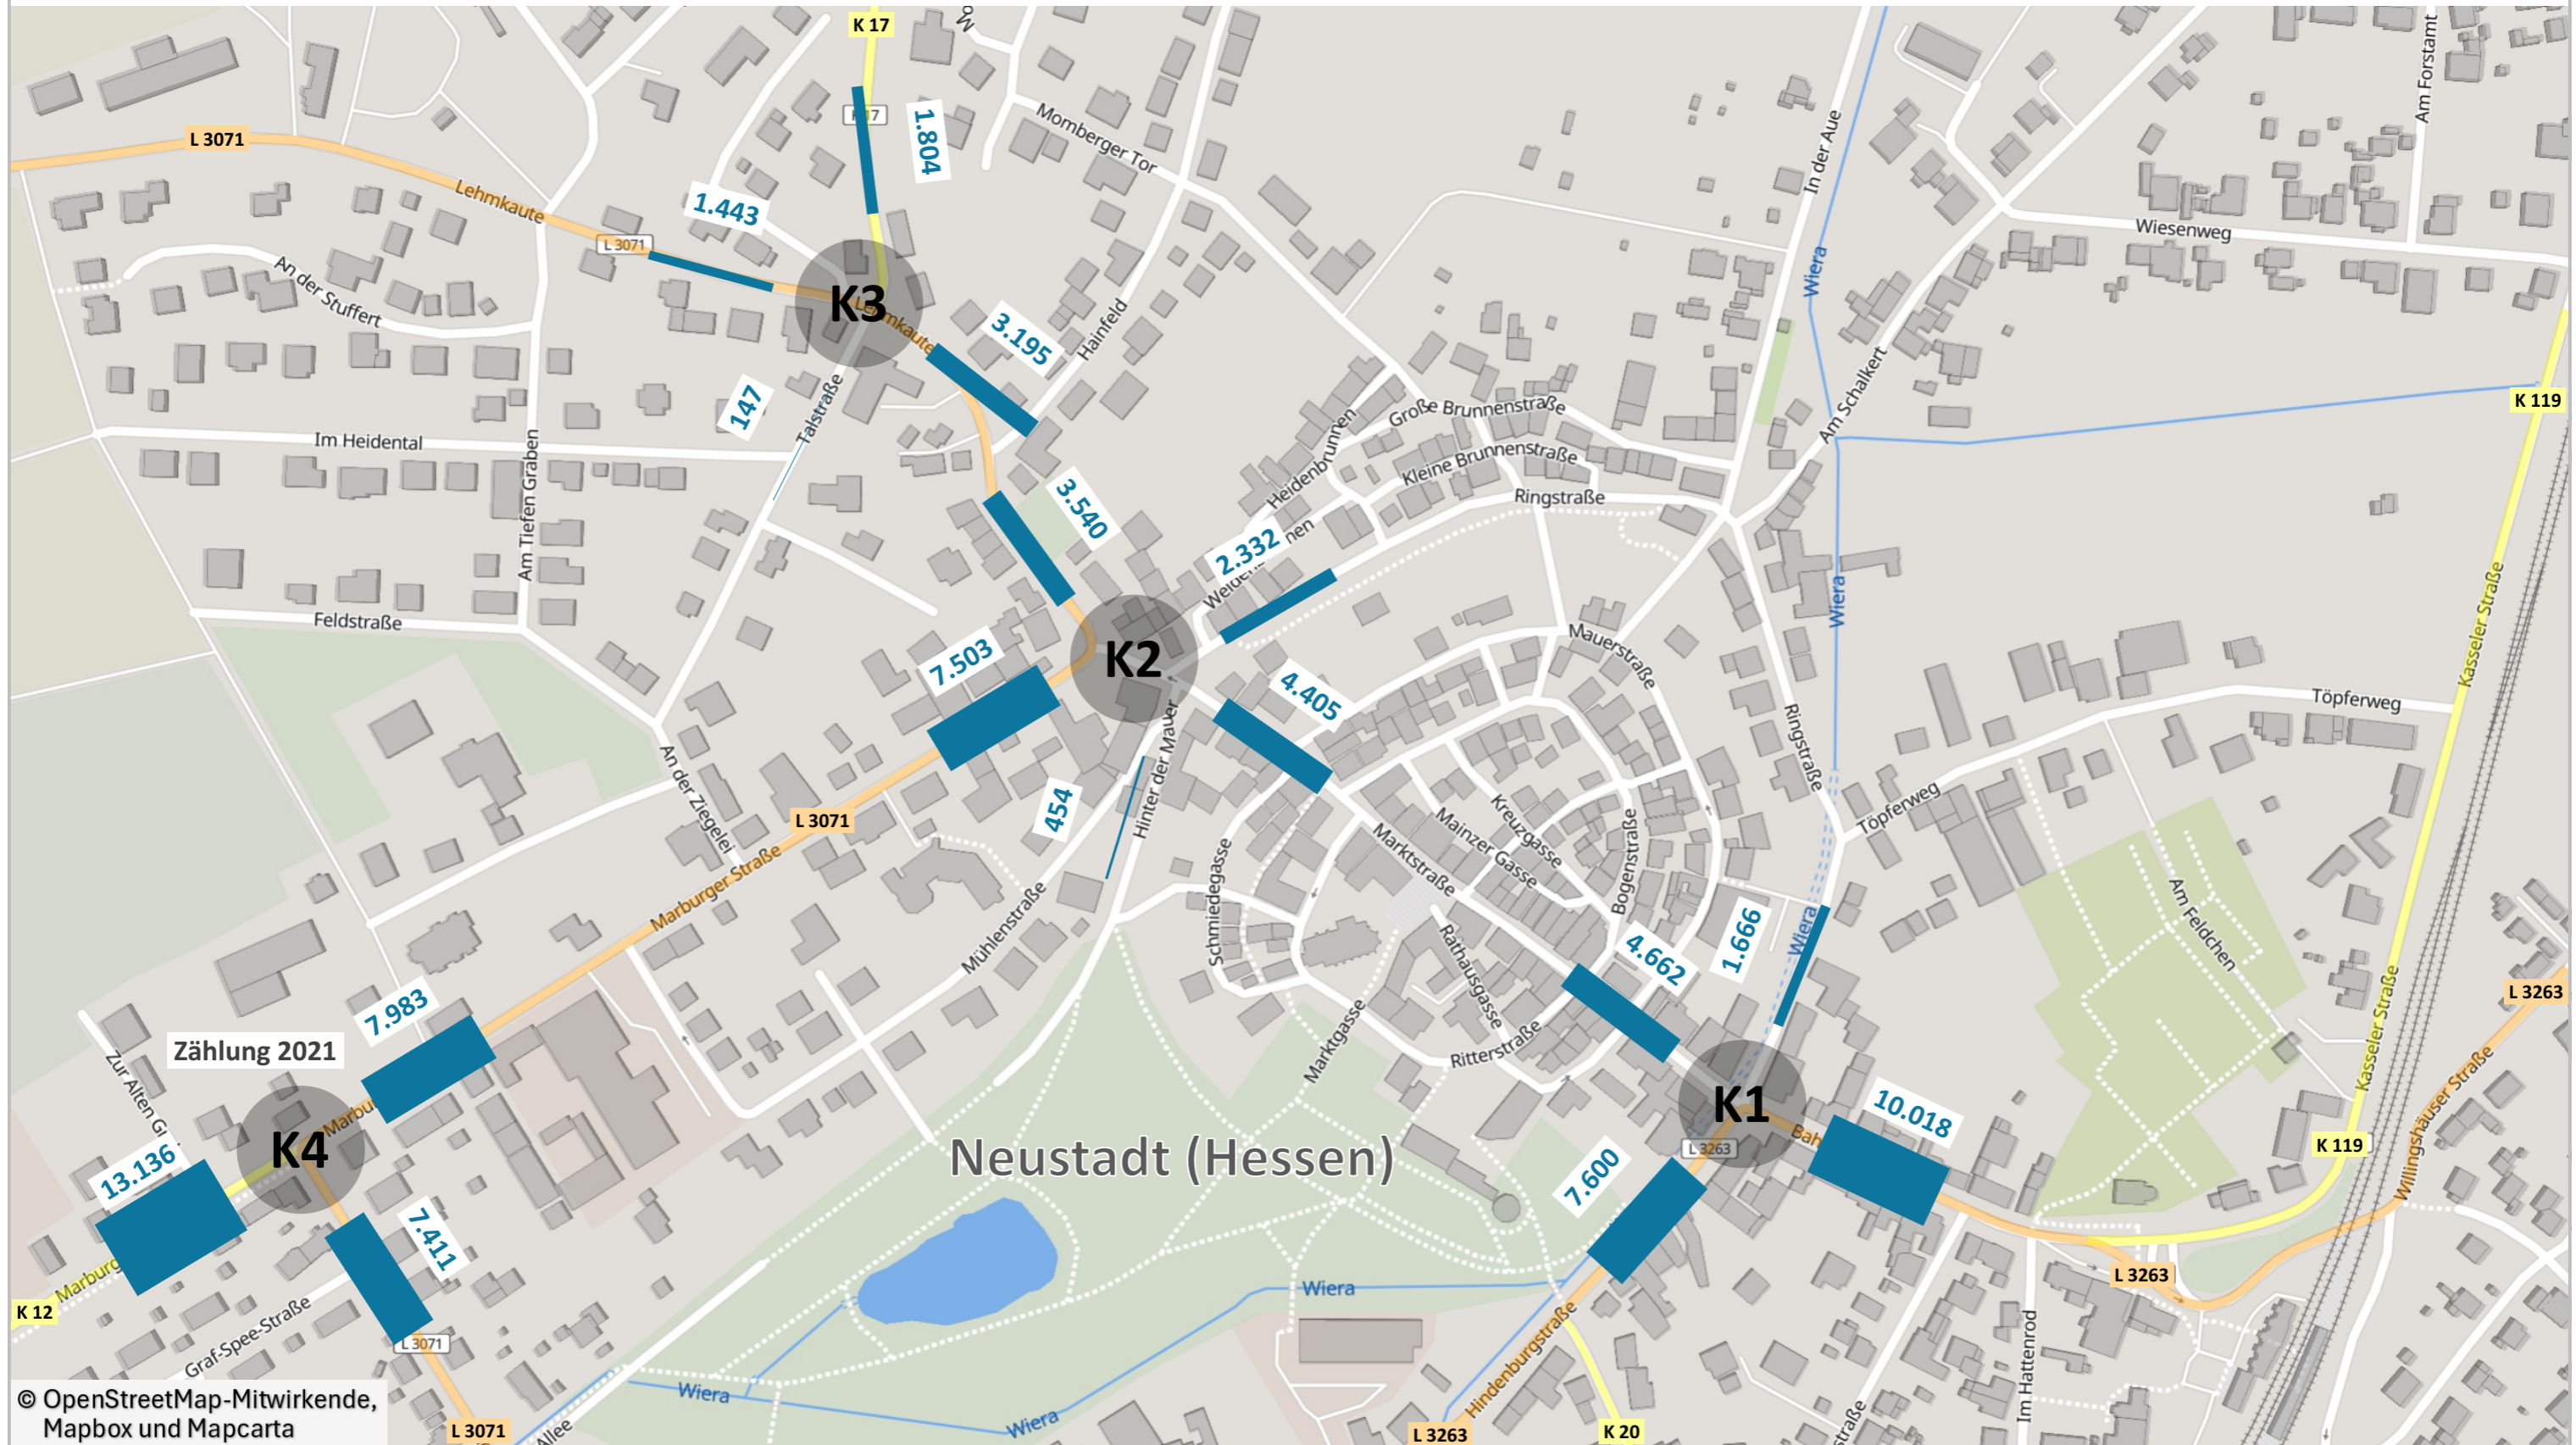 K 17
L 3071
K 17
1.804
Momberger Tor
Am Forstamt
In der Aue
Lehmkaute
1.443
L 3071
Wiesenweg
Wiera
An der Stuffert
K3
Lehmkaute
3.195
Hainfeld
147
Talstraße
Am Schalkert
K 119
Im Heidental
Große Brunnenstraße
Kleine Brunnenstraße
Heidenbrunnen
Am Tiefen Graben
3.540
Ringstraße
2.332
Wiera
Kasseler Straße
Feldstraße
7.503
K2
Mauerstraße
4.405
Töpferweg
Ringstraße
An der Ziegelei
Hinter der Mauer
454
L 3071
Marburger Straße
Töpferweg
Kreuzgasse
Mainzer Gasse
Marktstraße
Bogenstraße
Schmiedegasse
Mühlenstraße
Am Feldchen
Wiera
1.666
4.662
Rathausgasse
L 3263
7.983
Zählung 2021
Marktgasse
Ritterstraße
Kasseler Straße
Willingshäuser Straße
K1
10.018
K4
Neustadt (Hessen)
L 3263
K 119
13.136
7.600
7.411
L 3263
Wiera
K 12
Graf-Spee-Straße
L 3071
Hindenburgstraße
Im Hattenrod
Wiera
Wiera
© OpenStreetMap-Mitwirkende,
Mapbox und Mapcarta
L 3071
Allee
L 3263
K 20